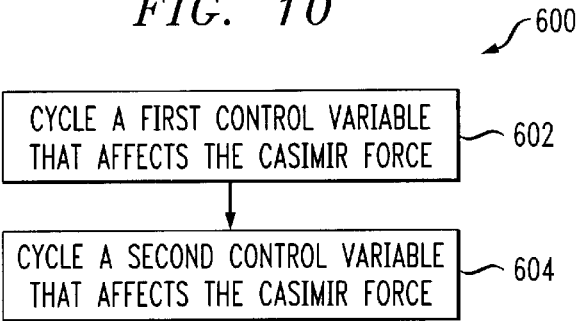 FIG. 10
600
CYCLE A FIRST CONTROL VARIABLE
THAT AFFECTS THE CASIMIR FORCE
602
CYCLE A SECOND CONTROL VARIABLE
THAT AFFECTS THE CASIMIR FORCE
604